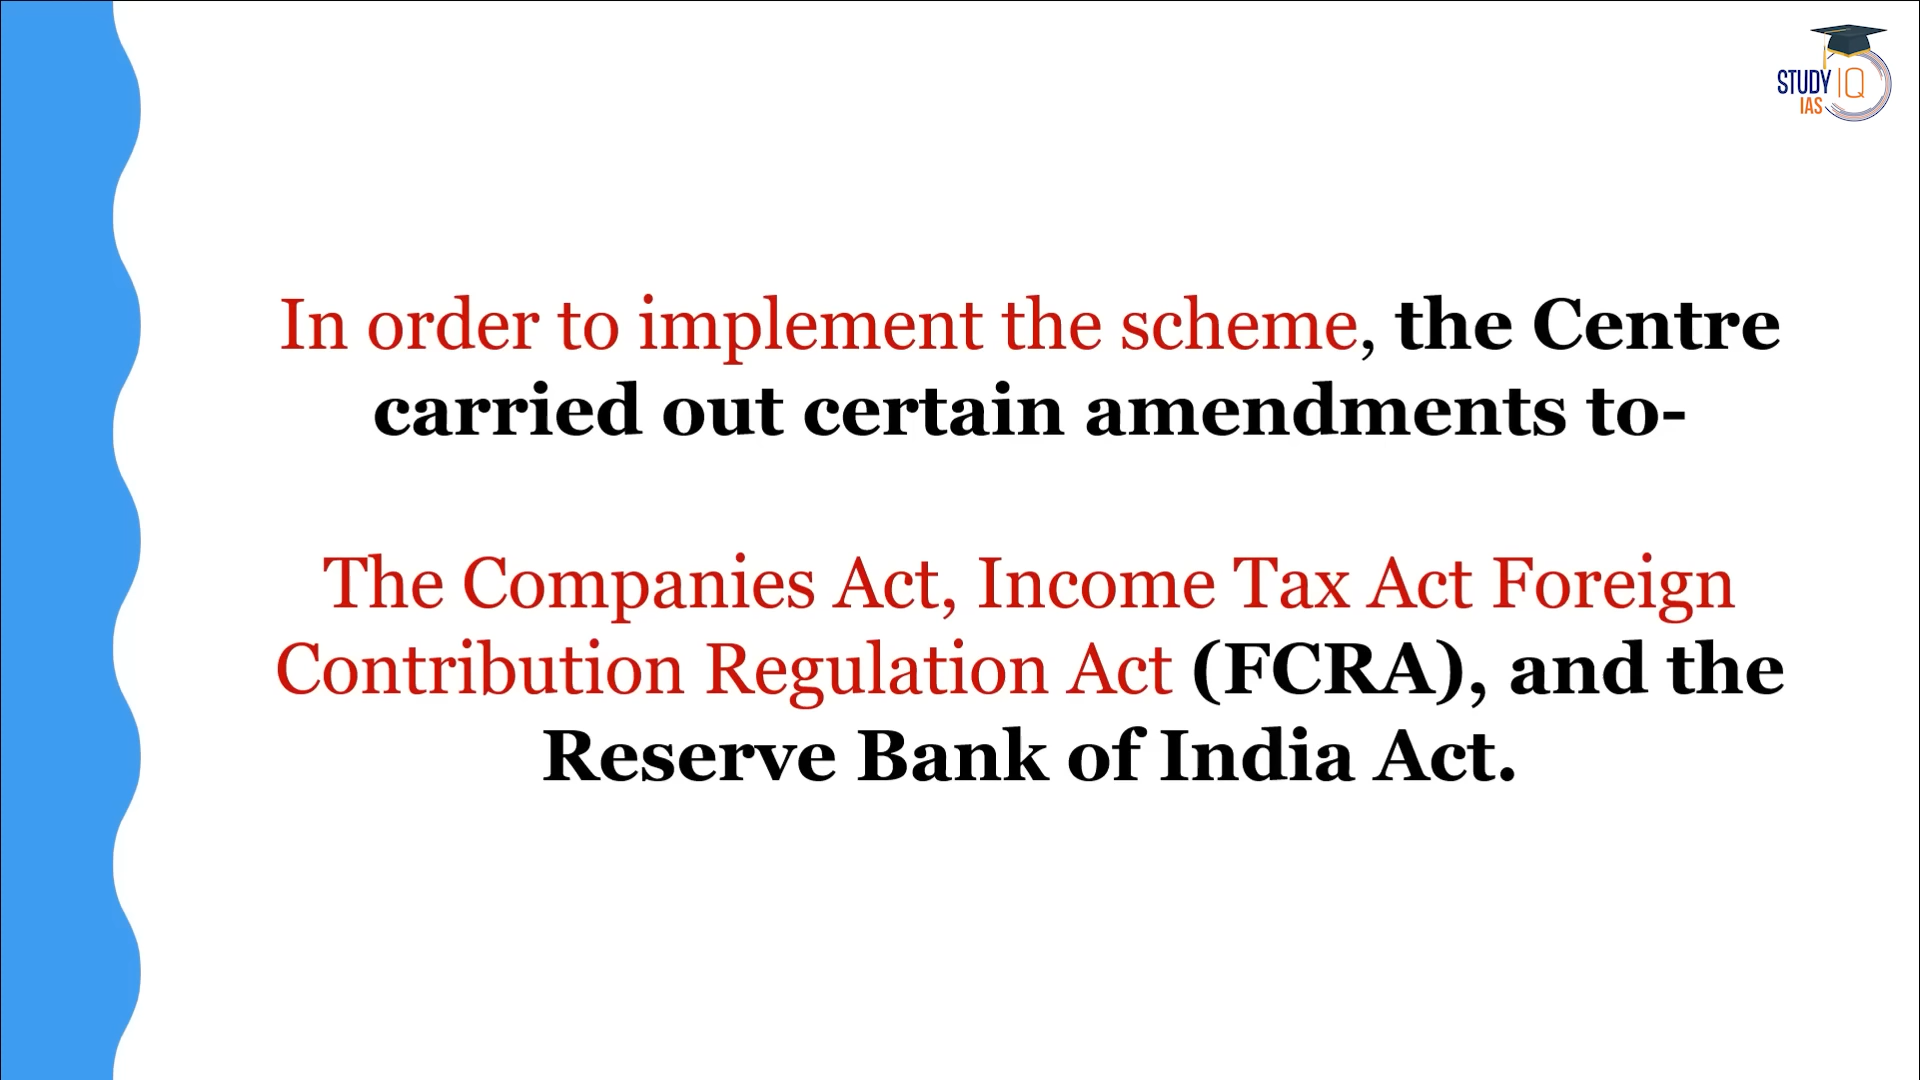 STUDY IQ
IAS
In order to implement the scheme, the Centre
carried out certain amendments to-
The Companies Act, Income Tax Act Foreign
Contribution Regulation Act (FCRA), and the
Reserve Bank of India Act.